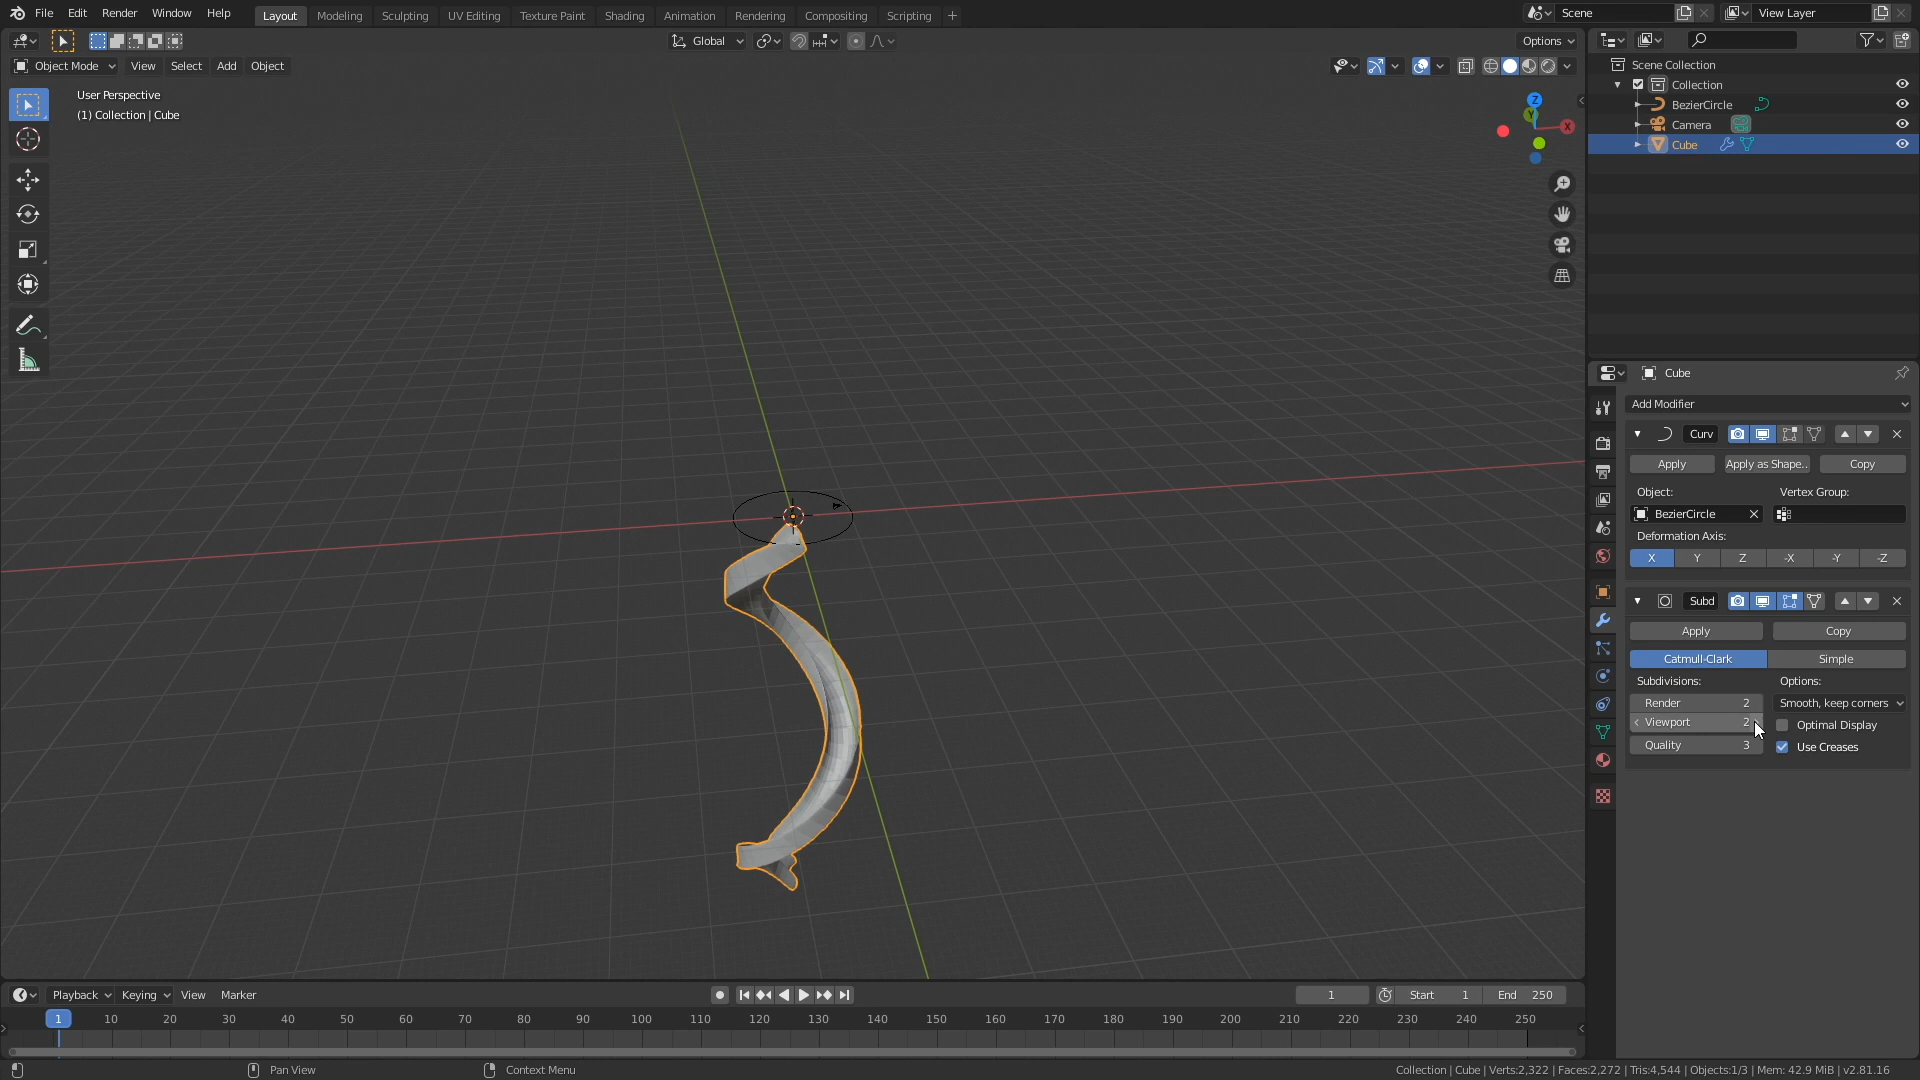 File Edit Render Window Help Layout Modeling Sculpting UV Editing Texture Paint Shading Animation Rendering Compositing Scripting + Scene View Layer
Global Options
Object Mode View Select Add Object
User Perspective
(1) Collection | Cube
Z
Y
X
Scene Collection
Collection
BezierCircle
Camera
Cube
Cube
Add Modifier
Curv
Apply Apply as Shape.. Copy
Object: Vertex Group:
BezierCircle
Deformation Axis:
X Y Z -X -Y -Z
Subd
Apply Copy
Catmull-Clark Simple
Subdivisions: Options:
Render 2 Smooth, keep corners
Viewport 2 Optimal Display
Quality 3 Use Creases
Playback Keying View Marker 1 Start 1 End 250
1 10 20 30 40 50 60 70 80 90 100 110 120 130 140 150 160 170 180 190 200 210 220 230 240 250
Pan View Context Menu Collection | Cube | Verts:2,322 | Faces:2,272 | Tris:4,544 | Objects:1/3 | Mem: 42.9 MiB | v2.81.16